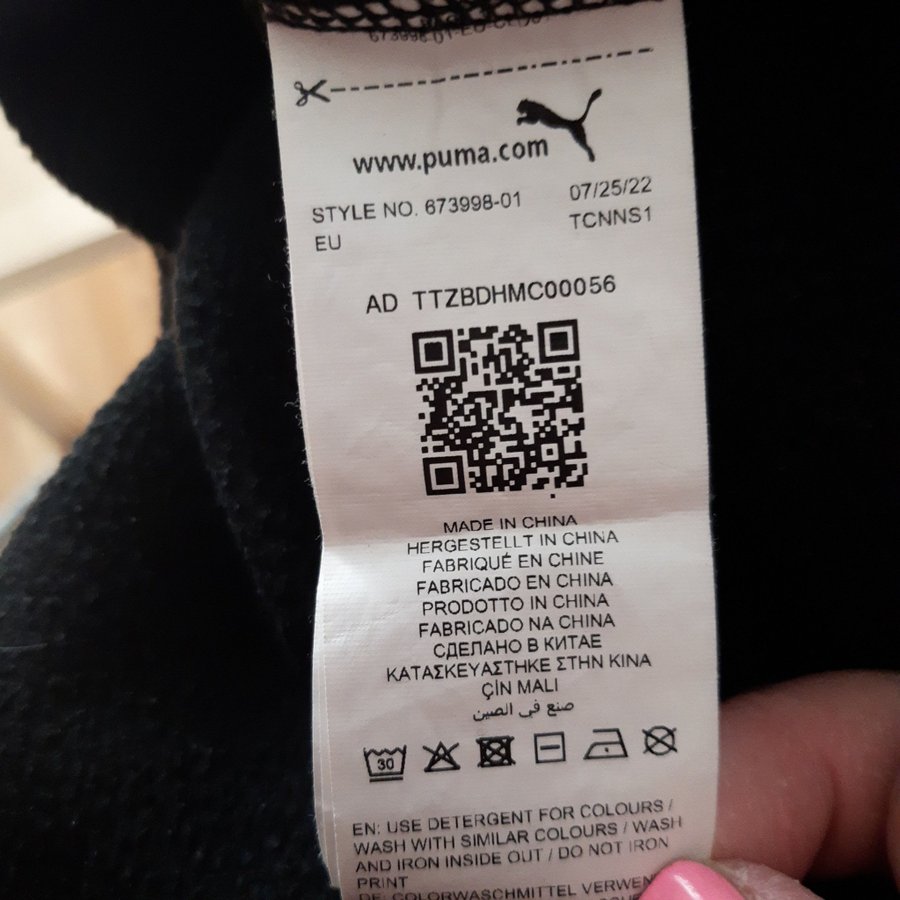 www.puma.com
STYLE NO. 673998-01
07/25/22
EU
TCNNS1
AD TTZBDHMC00056
MADE IN CHINA
HERGESTELLT IN CHINA
FABRIQUÉ EN CHINE
FABRICADO EN CHINA
PRODOTTO IN CHINA
FABRICADO NA CHINA
СДЕЛАНО В КИТАЕ
ΚΑΤΑΣΚΕΥΑΣΤΗΚΕ ΣΤΗΝ ΚΙΝΑ
ÇİN MALI
صنع في الصين
30
EN: USE DETERGENT FOR COLOURS /
WASH WITH SIMILAR COLOURS / WASH
AND IRON INSIDE OUT / DO NOT IRON
PRINT
DE: COLORWASCHMITTEL